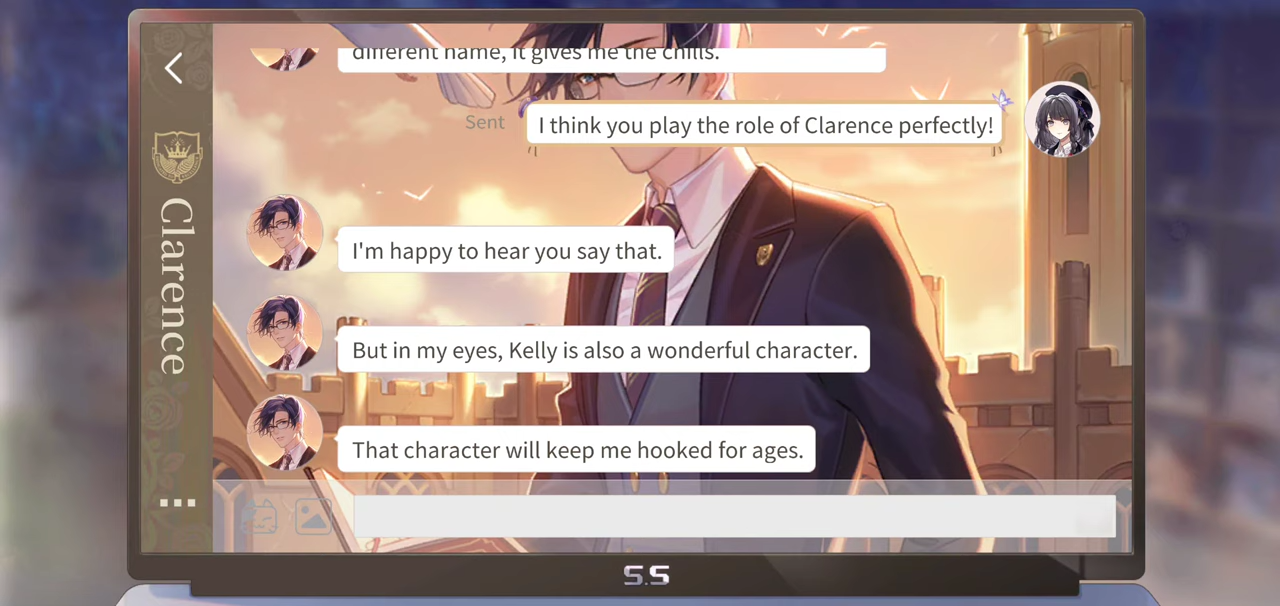 different name, it gives me the chills.
Sent
I think you play the role of Clarence perfectly!
I'm happy to hear you say that.
Clarence
But in my eyes, Kelly is also a wonderful character.
That character will keep me hooked for ages.
S.S